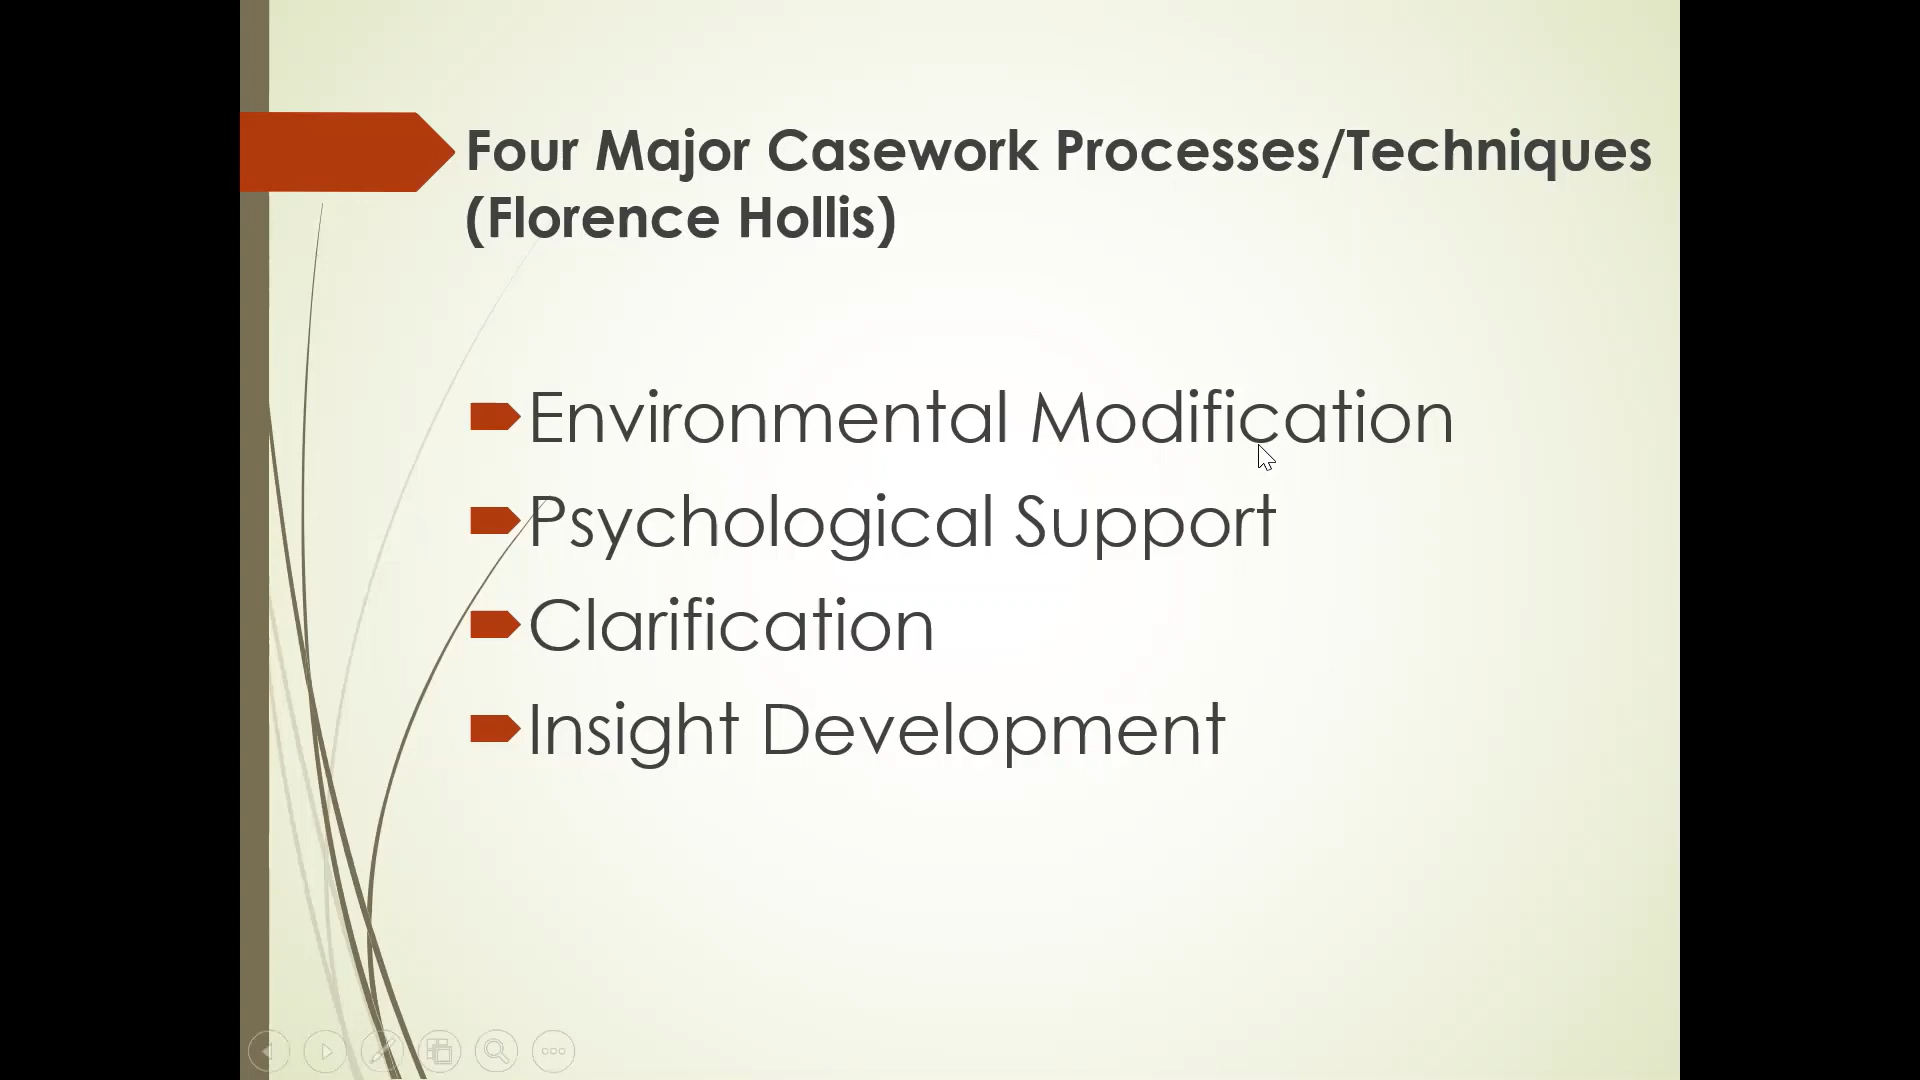 Four Major Casework Processes/Techniques
(Florence Hollis)
Environmental Modification
Psychological Support
Clarification
Insight Development